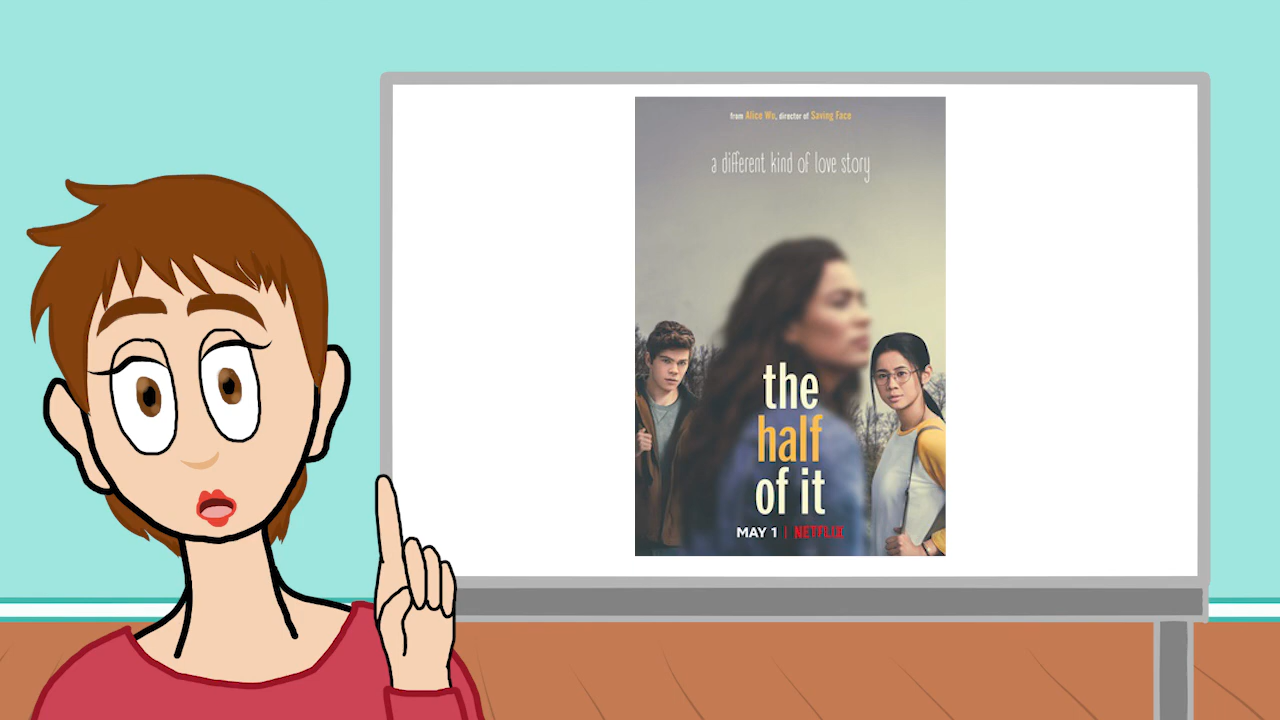 from Alice Wu, director of Saving Face
a different kind of love story
the
half
of it
MAY 1 | NETFLIX